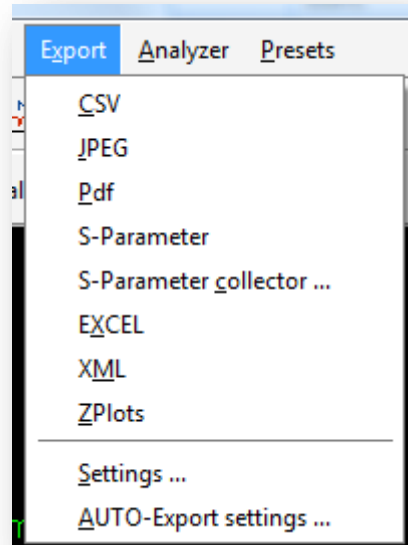 Export Analyzer Presets
CSV
JPEG
Pdf
S-Parameter
S-Parameter collector ...
EXCEL
XML
ZPlots
Settings ...
AUTO-Export settings ...